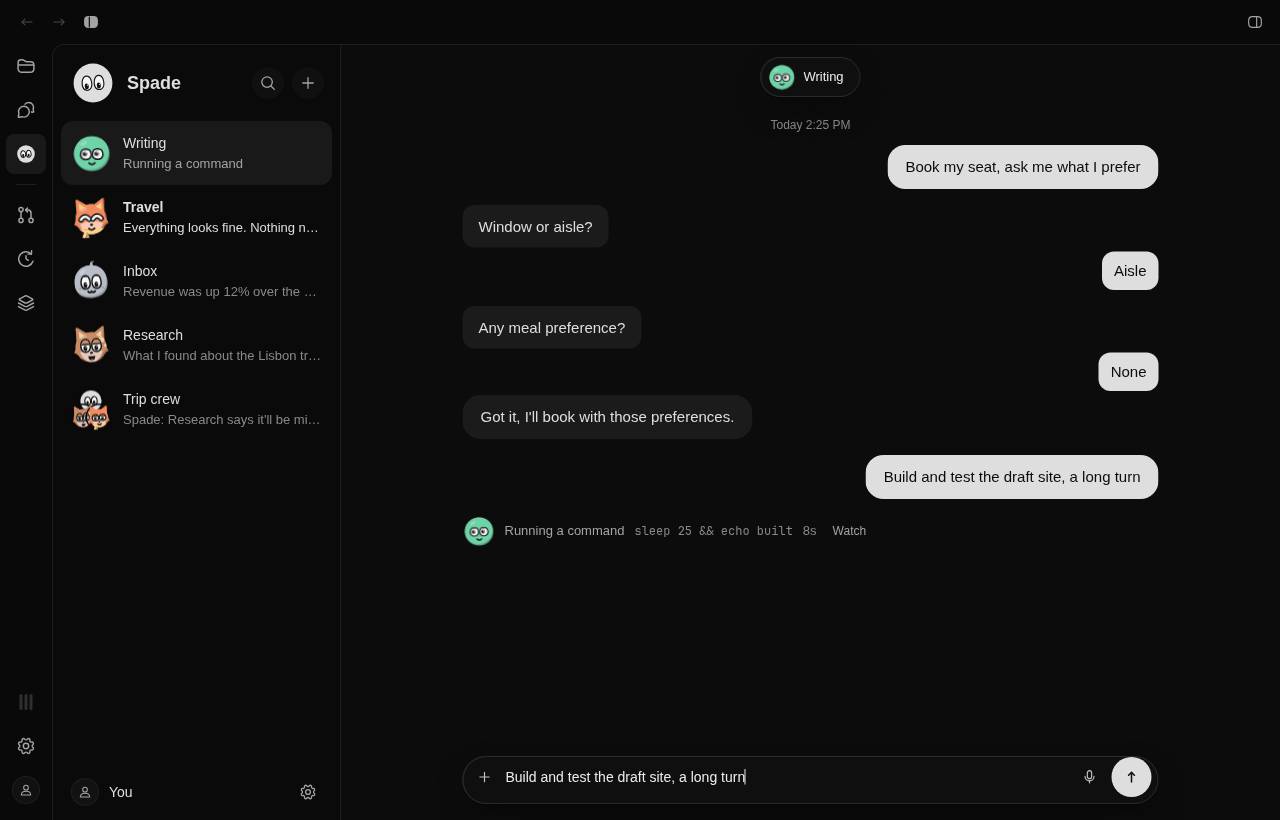 Spade
Writing
Running a command
Travel
Everything looks fine. Nothing n…
Inbox
Revenue was up 12% over the …
Research
What I found about the Lisbon tr…
Trip crew
Spade: Research says it'll be mi…
You
Writing
Today 2:25 PM
Book my seat, ask me what I prefer
Window or aisle?
Aisle
Any meal preference?
None
Got it, I'll book with those preferences.
Build and test the draft site, a long turn
Running a command sleep 25 && echo built 8s Watch
Build and test the draft site, a long turn